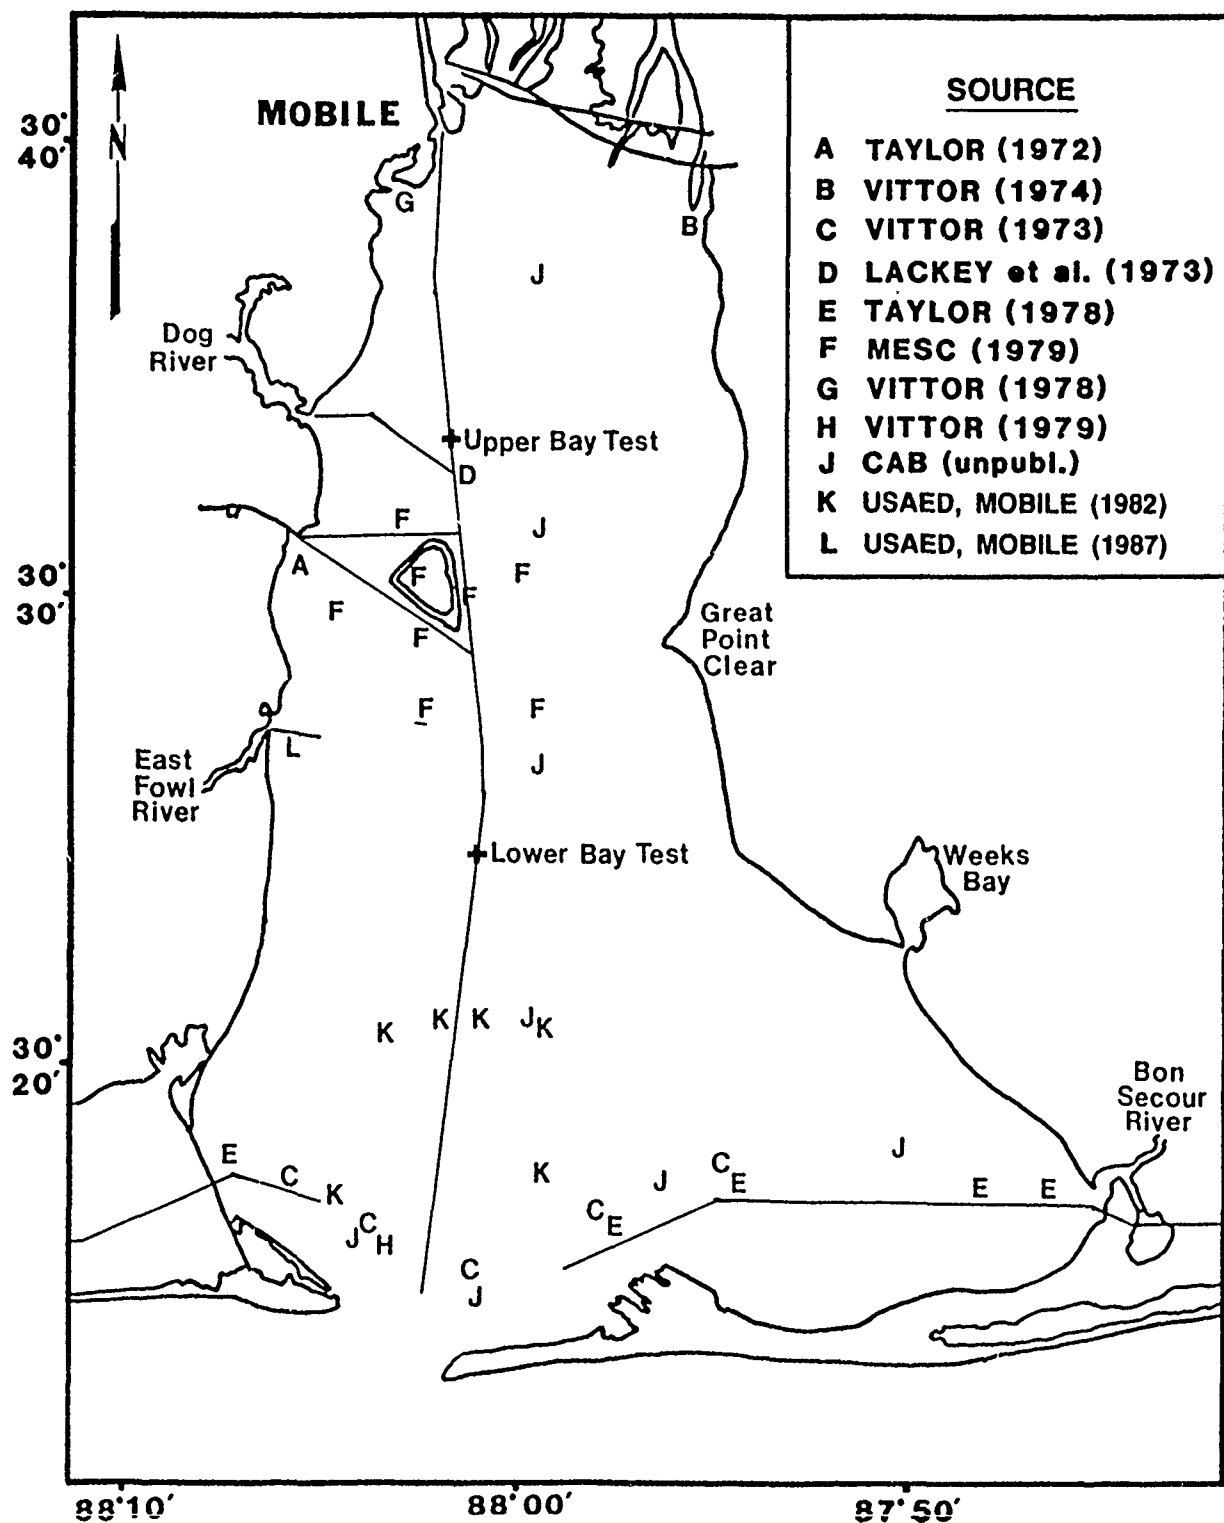 MOBILE
N
30°
40'
SOURCE
A TAYLOR (1972)
B VITTOR (1974)
C VITTOR (1973)
D LACKEY et al. (1973)
E TAYLOR (1978)
F MESC (1979)
G VITTOR (1978)
H VITTOR (1979)
J CAB (unpubl.)
K USAED, MOBILE (1982)
L USAED, MOBILE (1987)
G
B
J
Dog
River
Upper Bay Test
D
F
J
A
F
F
F
30°
30'
F
F
Great
Point
Clear
F
F
L
J
East
Fowl
River
Lower Bay Test
Weeks
Bay
K
K
K
J
K
30°
20'
Bon
Secour
River
E
C
K
K
J
C
E
J
E
E
J
C
H
C
E
C
J
88°10'
88°00'
87°50'